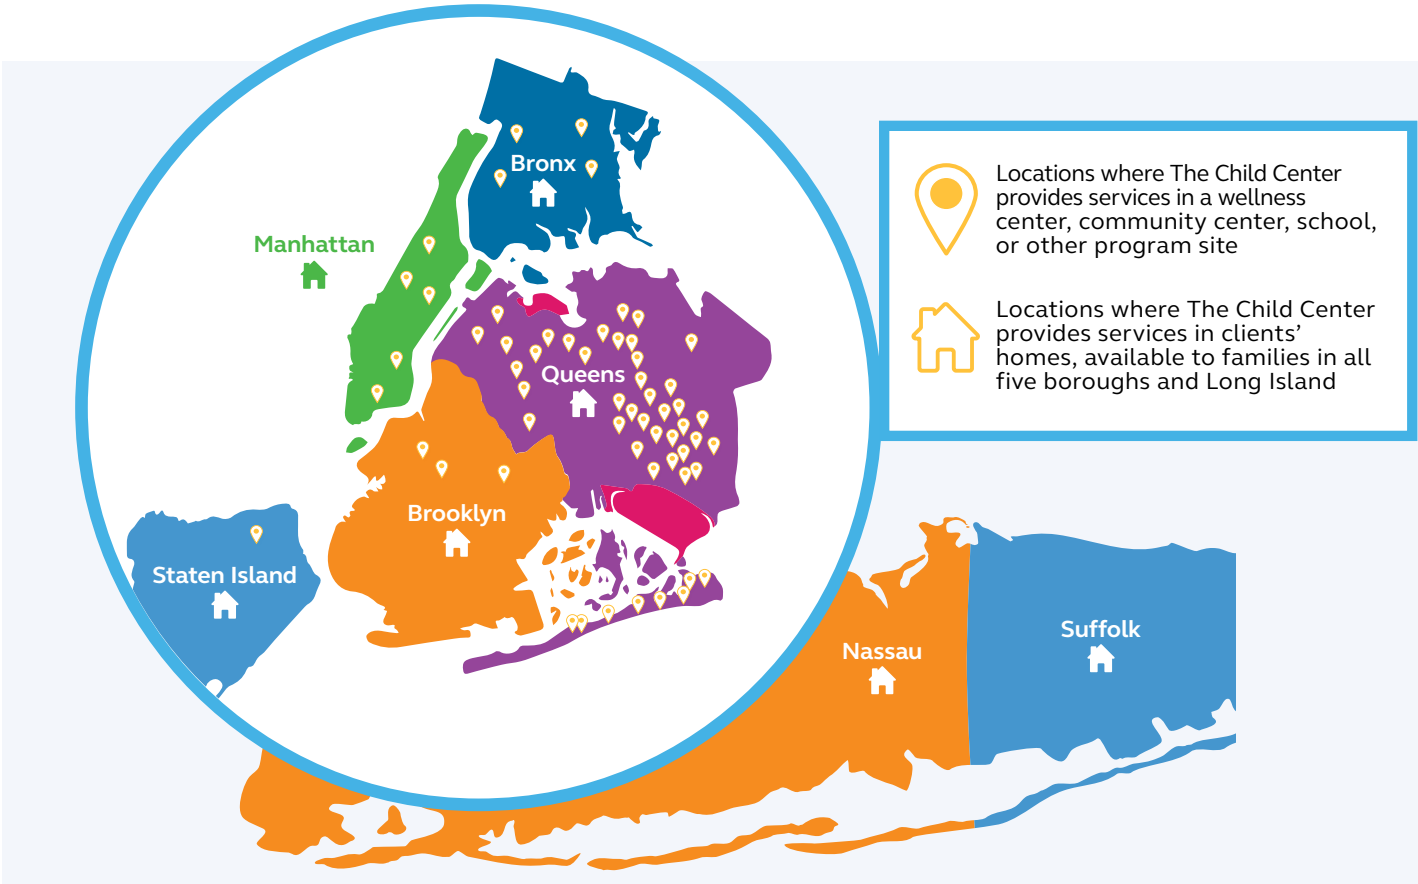 Bronx
Manhattan
Queens
Brooklyn
Staten Island
Nassau
Suffolk
Locations where The Child Center
provides services in a wellness
center, community center, school,
or other program site
Locations where The Child Center
provides services in clients’
homes, available to families in all
five boroughs and Long Island